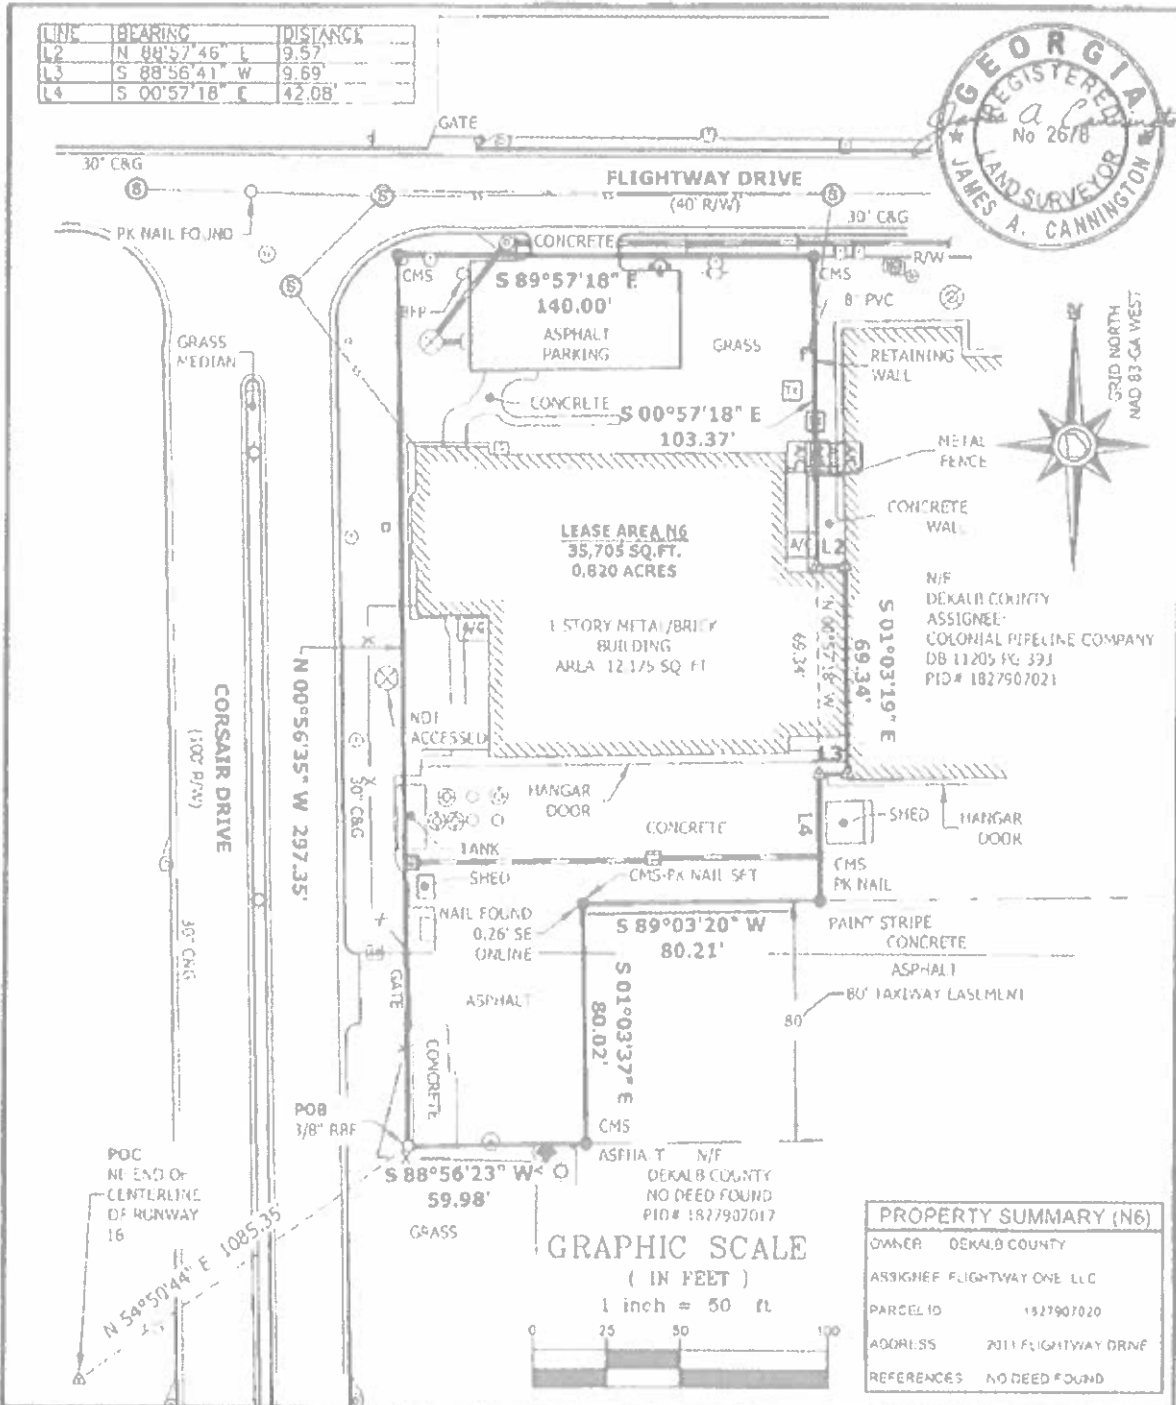 LINE BEARING DISTANCE
L2 N 88°57'46" E 9.57'
L3 S 88°56'41" W 9.69'
L4 S 00°57'18" E 42.08'
GEORGIA
REGISTERED
No 2678
LAND SURVEYOR
JAMES A. CANNINGTON
James A Cannington
GATE
30" C&G
FLIGHTWAY DRIVE
(40' R/W)
30" C&G
PK NAIL FOUND
CONCRETE
R/W
CMS
S 89°57'18" E
140.00'
CMS
8" PVC
BFP
ASPHALT
PARKING
GRASS
GRASS
MEDIAN
RETAINING
WALL
GRID NORTH
NAD 83-GA WEST
TX
CONCRETE
S 00°57'18" E
103.37'
METAL
FENCE
A/C
CONCRETE
WAL
LEASE AREA N6
35,705 SQ.FT.
0.820 ACRES
A/C
L2
N/F
DEKALB COUNTY
ASSIGNEE:
COLONIAL PIPELINE COMPANY
DB 11205 PG 393
PID# 1827907021
A/C
1 STORY METAL/BRICK
BUILDING
AREA 12,175 SQ FT
N 00°57'18" W
69.34'
S 01°03'19" E
69.34'
N 00°56'35" W 297.35'
CORSAIR DRIVE
(100' R/W)
NOT
ACCESSED
30" C&G
L3
HANGAR
DOOR
CONCRETE
L4
SHED
HANGAR
DOOR
TANK
SHED
CMS-PK NAIL SET
CMS
PK NAIL
NAIL FOUND
0.26' SE
ONLINE
S 89°03'20" W
80.21'
PAINT STRIPE
CONCRETE
ASPHALT
30" C&G
GATE
ASPHALT
S 01°03'37" E
80.02'
80' TAXIWAY EASEMENT
80
CONCRETE
POB
3/8" RBF
CMS
ASPHALT
POC
NE END OF
CENTERLINE
OF RUNWAY
16
S 88°56'23" W
59.98'
N/F
DEKALB COUNTY
NO DEED FOUND
PID# 1827907017
GRASS
N 54°50'44" E 1085.35'
GRAPHIC SCALE
( IN FEET )
1 inch = 50 ft
0 25 50 100
PROPERTY SUMMARY (N6)
OWNER DEKALB COUNTY
ASSIGNEE FLIGHTWAY ONE LLC
PARCEL ID 1827907020
ADDRESS 2011 FLIGHTWAY DRIVE
REFERENCES NO DEED FOUND